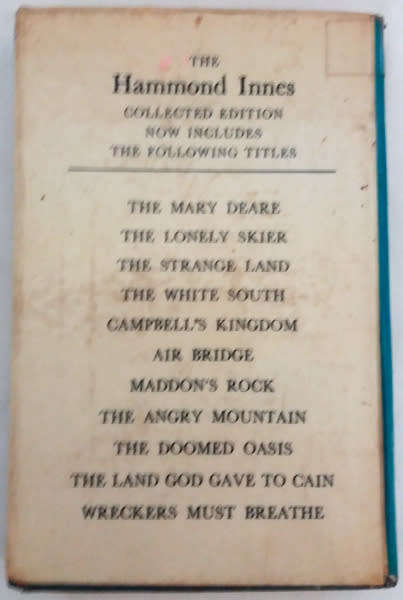 THE
Hammond Innes
COLLECTED EDITION
NOW INCLUDES
THE FOLLOWING TITLES
THE MARY DEARE
THE LONELY SKIER
THE STRANGE LAND
THE WHITE SOUTH
CAMPBELL'S KINGDOM
AIR BRIDGE
MADDON'S ROCK
THE ANGRY MOUNTAIN
THE DOOMED OASIS
THE LAND GOD GAVE TO CAIN
WRECKERS MUST BREATHE